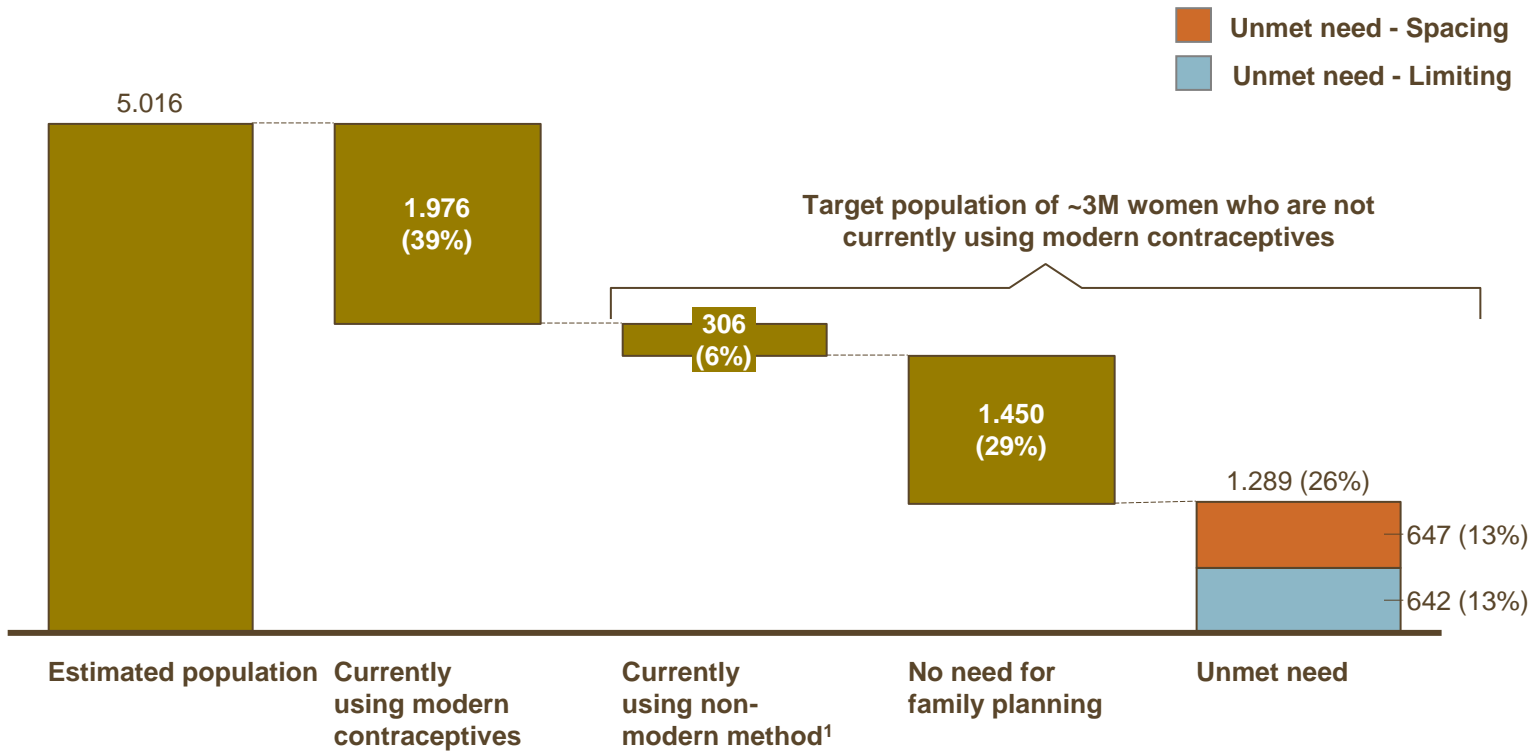 Unmet need - Spacing
Unmet need - Limiting
5.016
1.976
(39%)
Target population of ~3M women who are not
currently using modern contraceptives
306
(6%)
1.450
(29%)
1.289 (26%)
647 (13%)
642 (13%)
Estimated population
Currently
using modern
contraceptives
Currently
using non-
modern method¹
No need for
family planning
Unmet need